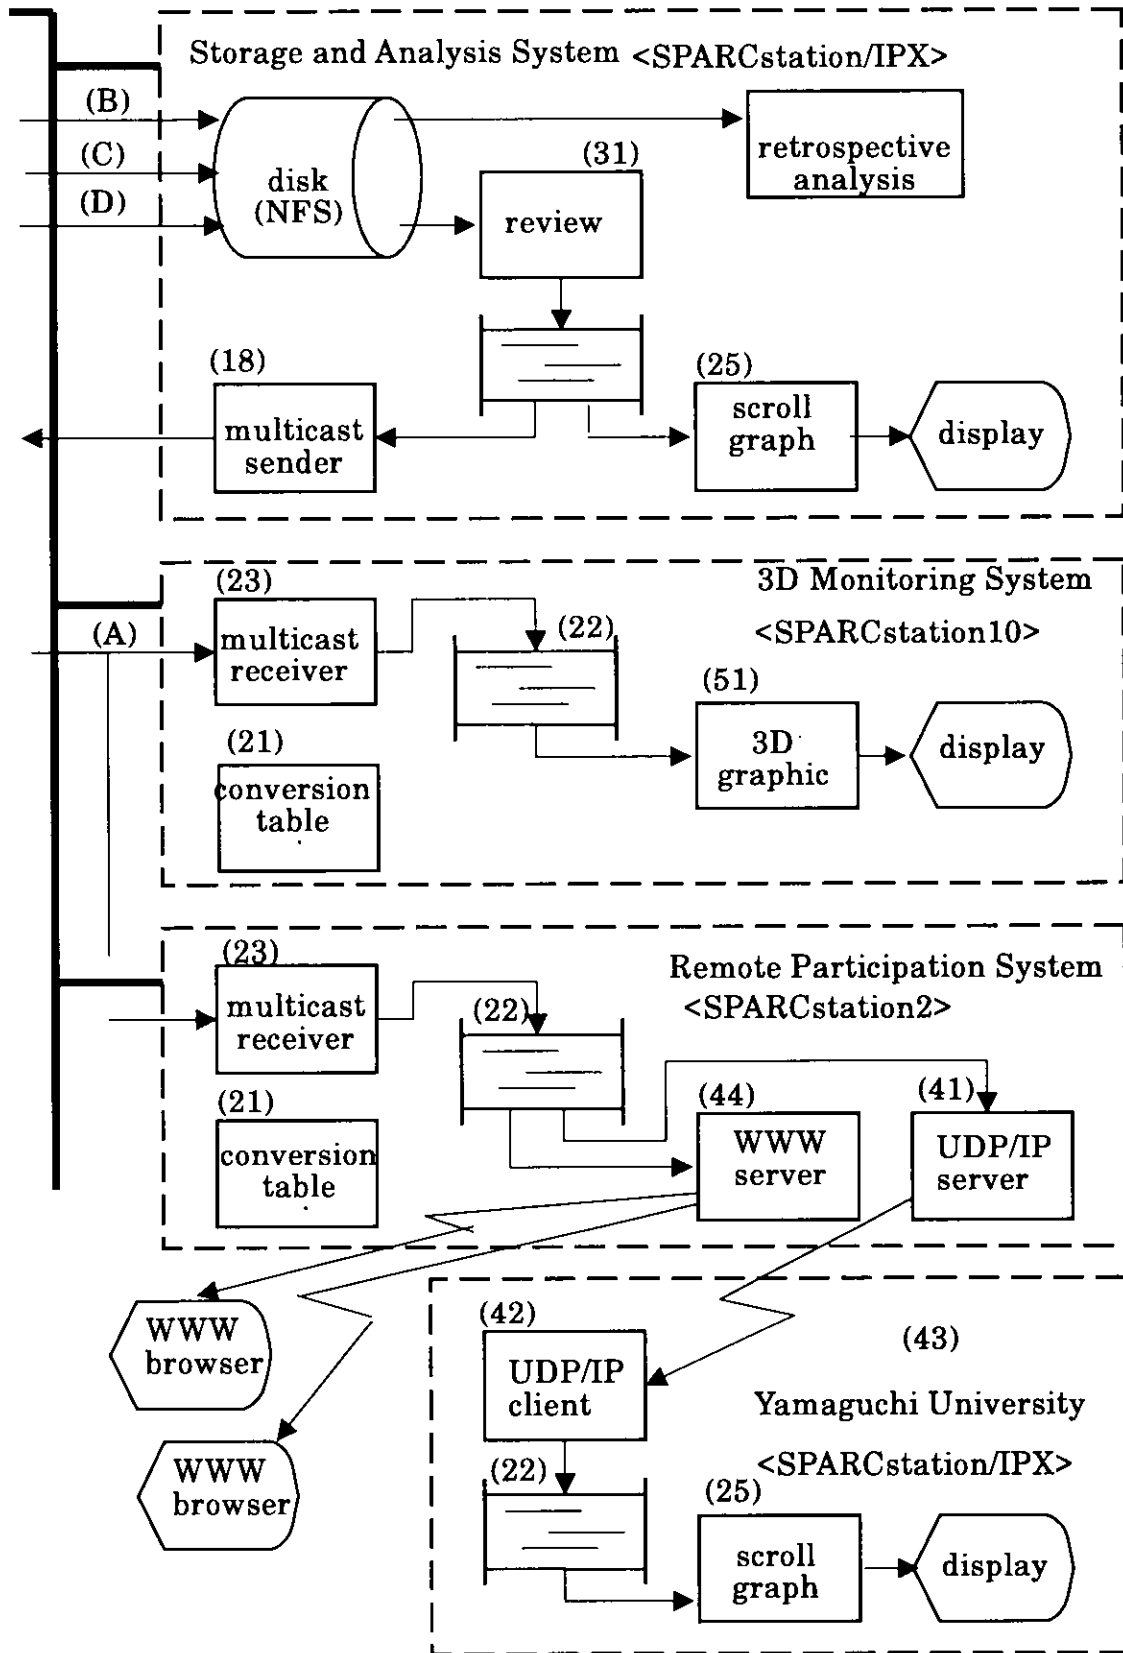 Storage and Analysis System <SPARCstation/IPX>
(B)
(C)
(D)
disk
(NFS)
(31)
review
retrospective
analysis
(18)
multicast
sender
(25)
scroll
graph
display
3D Monitoring System
<SPARCstation10>
(A)
(23)
multicast
receiver
(22)
(51)
3D
graphic
display
(21)
conversion
table
Remote Participation System
<SPARCstation2>
(23)
multicast
receiver
(22)
(21)
conversion
table
(44)
WWW
server
(41)
UDP/IP
server
WWW
browser
WWW
browser
(42)
UDP/IP
client
(43)
Yamaguchi University
<SPARCstation/IPX>
(22)
(25)
scroll
graph
display